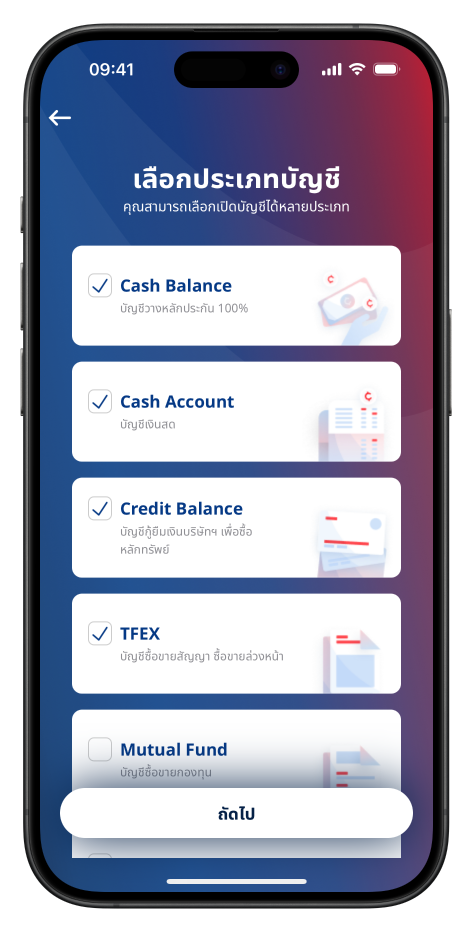 09:41
เลือกประเภทบัญชี
คุณสามารถเลือกเปิดบัญชีได้หลายประเภท
Cash Balance
บัญชีวางหลักประกัน 100%
Cash Account
บัญชีเงินสด
Credit Balance
บัญชีกู้ยืมเงินบริษัทฯ เพื่อซื้อ
หลักทรัพย์
TFEX
บัญชีซื้อขายสัญญา ซื้อขายล่วงหน้า
Mutual Fund
บัญชีซื้อขายกองทุน
ถัดไป